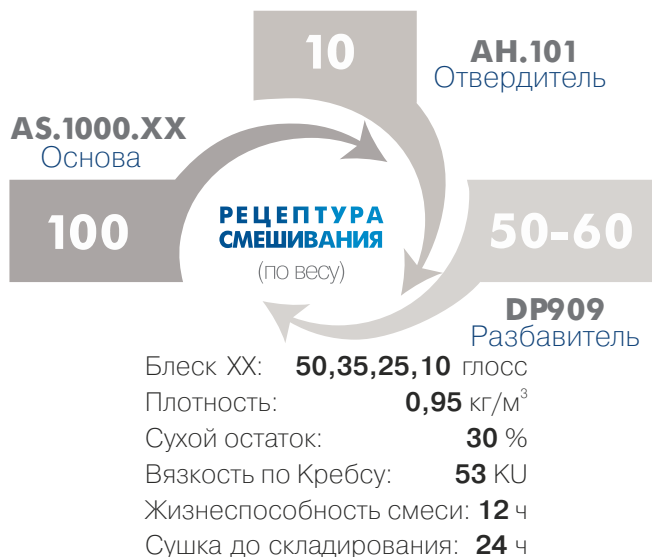 10
AH.101
Отвердитель
AS.1000.XX
Основа
100
РЕЦЕПТУРА
СМЕШИВАНИЯ
(по весу)
50-60
DP909
Разбавитель
Блеск XX: 50,35,25,10 глосс
Плотность: 0,95 кг/м³
Сухой остаток: 30 %
Вязкость по Кребсу: 53 KU
Жизнеспособность смеси: 12 ч
Сушка до складирования: 24 ч